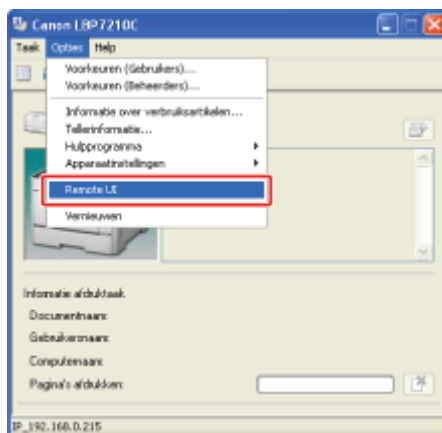 Canon LBP7210C
Taak Opties Help
Voorkeuren (Gebruikers)....
Voorkeuren (Beheerders)....
Informatie over verbruiksartikelen...
Tellerinformatie...
Hulpprogramma
Apparaatinstellingen
Remote UI
Vernieuwen
Informatie afdruktaak
Documentnaam:
Gebruikersnaam:
Computernaam:
Pagina's afdrukken:
IP_192.168.0.215